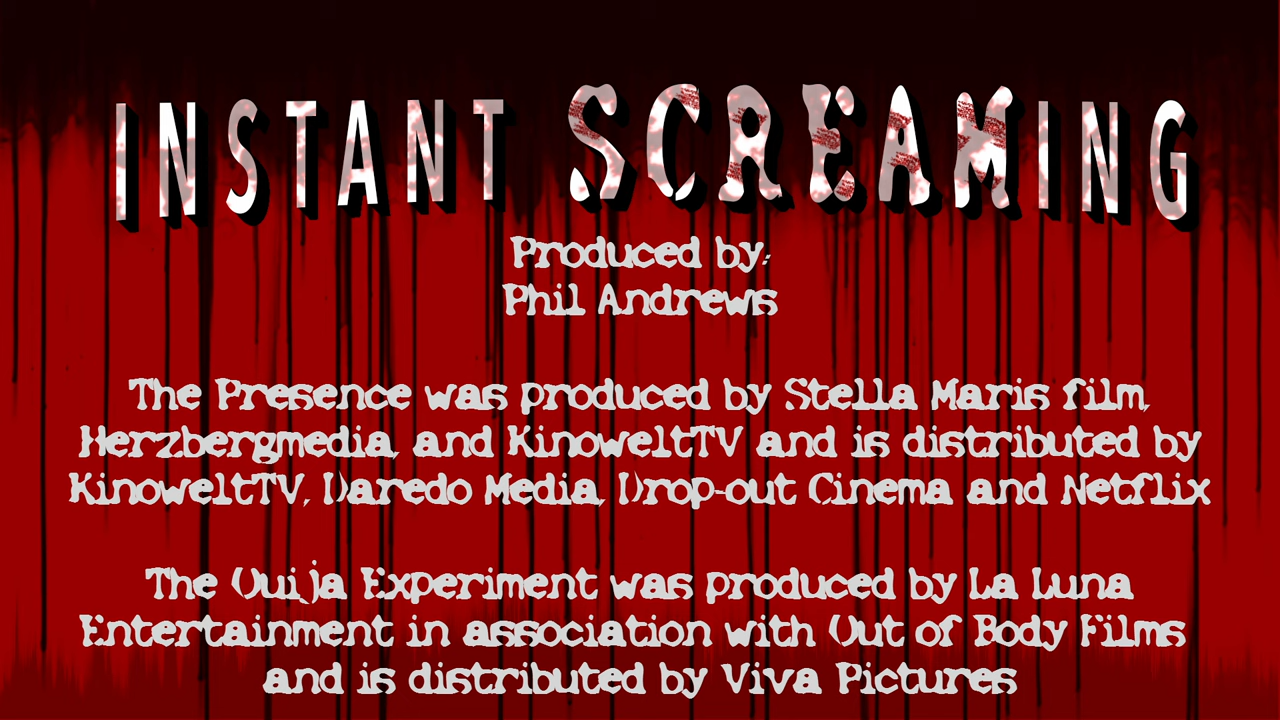 INSTANT SCREAMING
Produced by:
Phil Andrews
The Presence was produced by Stella Maris film,
Herzbergmedia, and KinoweltTV and is distributed by
KinoweltTV, Daredo Media, Drop-out Cinema and Netflix
The Ouija Experiment was produced by La Luna
Entertainment in association with Out of Body Films
and is distributed by Viva Pictures